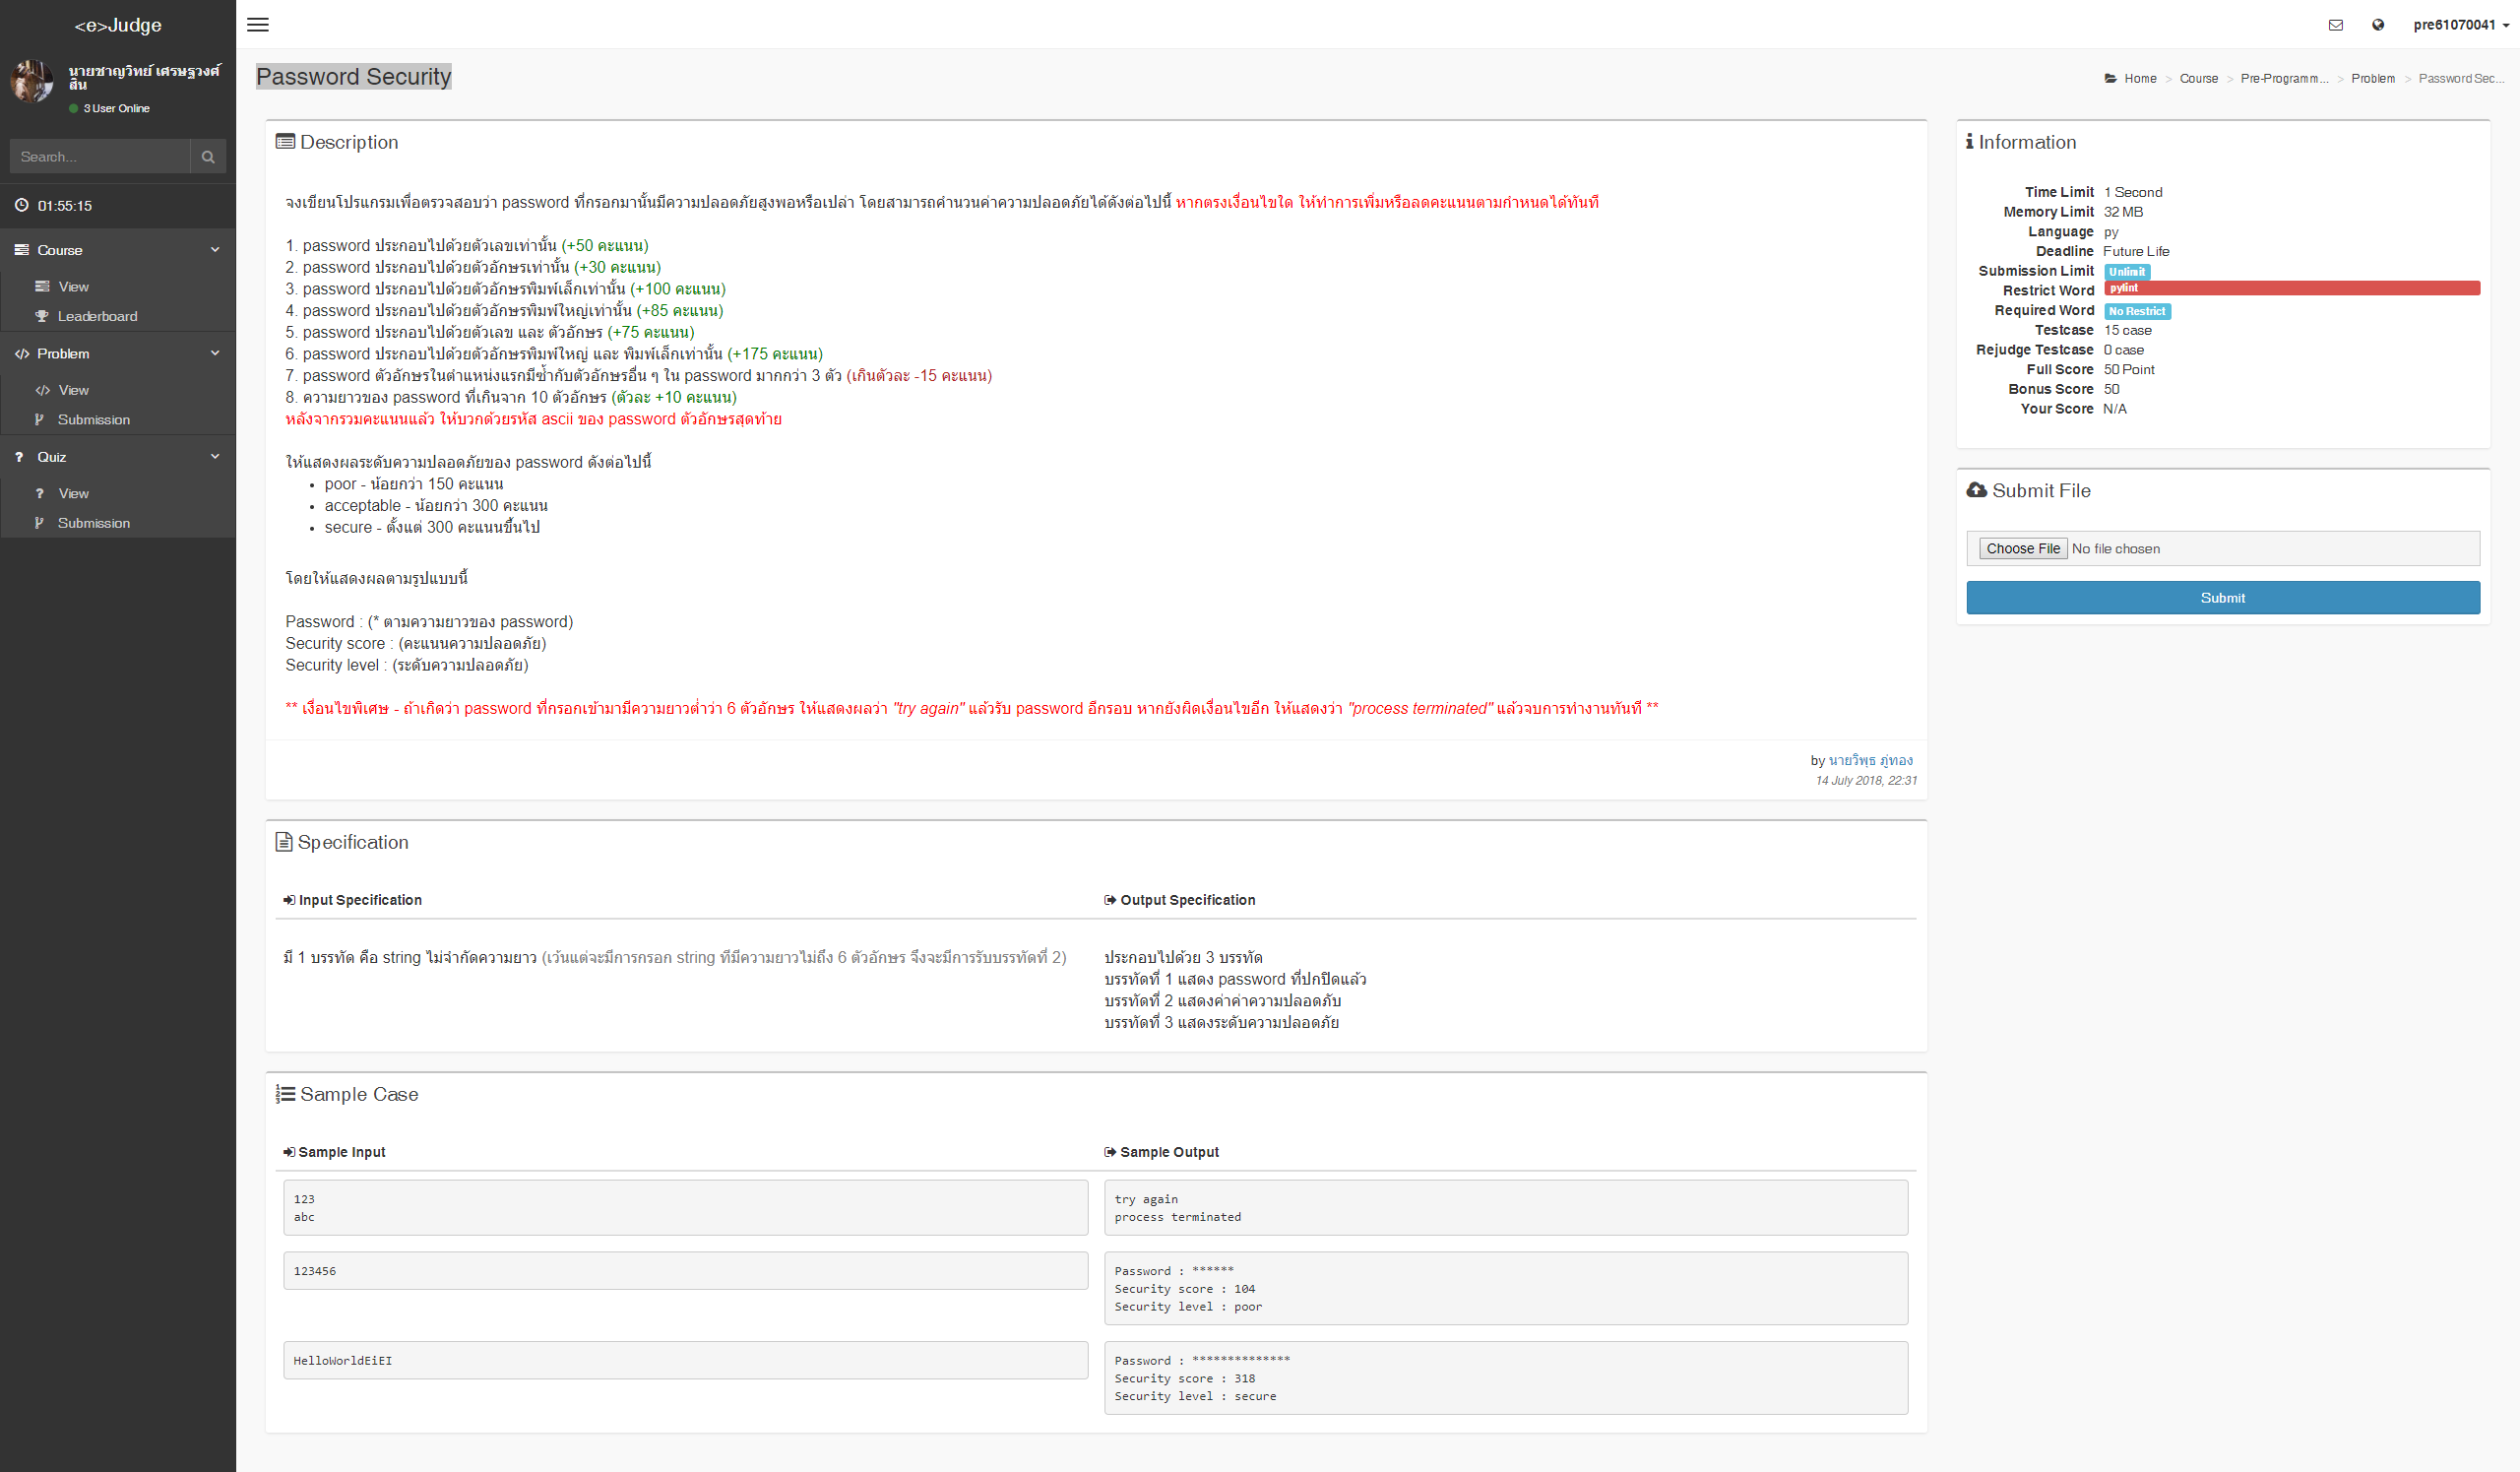 <e>Judge
pre61070041
นายชาญวิทย์ เศรษฐวงศ์
สิน
3 User Online
Search...
01:55:15
Course
View
Leaderboard
Problem
View
Submission
Quiz
View
Submission
Password Security
Home > Course > Pre-Programm... > Problem > Password Sec...
Description
จงเขียนโปรแกรมเพื่อตรวจสอบว่า password ที่กรอกมานั้นมีความปลอดภัยสูงพอหรือเปล่า โดยสามารถคำนวนค่าความปลอดภัยได้ดังต่อไปนี้ หากตรงเงื่อนไขใด ให้ทำการเพิ่มหรือลดคะแนนตามกำหนดได้ทันที
1. password ประกอบไปด้วยตัวเลขเท่านั้น (+50 คะแนน)
2. password ประกอบไปด้วยตัวอักษรเท่านั้น (+30 คะแนน)
3. password ประกอบไปด้วยตัวอักษรพิมพ์เล็กเท่านั้น (+100 คะแนน)
4. password ประกอบไปด้วยตัวอักษรพิมพ์ใหญ่เท่านั้น (+85 คะแนน)
5. password ประกอบไปด้วยตัวเลข และ ตัวอักษร (+75 คะแนน)
6. password ประกอบไปด้วยตัวอักษรพิมพ์ใหญ่ และ พิมพ์เล็กเท่านั้น (+175 คะแนน)
7. password ตัวอักษรในตำแหน่งแรกมีซ้ำกับตัวอักษรอื่น ๆ ใน password มากกว่า 3 ตัว (เกินตัวละ -15 คะแนน)
8. ความยาวของ password ที่เกินจาก 10 ตัวอักษร (ตัวละ +10 คะแนน)
หลังจากรวมคะแนนแล้ว ให้บวกด้วยรหัส ascii ของ password ตัวอักษรสุดท้าย
ให้แสดงผลระดับความปลอดภัยของ password ดังต่อไปนี้
• poor - น้อยกว่า 150 คะแนน
• acceptable - น้อยกว่า 300 คะแนน
• secure - ตั้งแต่ 300 คะแนนขึ้นไป
โดยให้แสดงผลตามรูปแบบนี้
Password : (* ตามความยาวของ password)
Security score : (คะแนนความปลอดภัย)
Security level : (ระดับความปลอดภัย)
** เงื่อนไขพิเศษ - ถ้าเกิดว่า password ที่กรอกเข้ามามีความยาวต่ำว่า 6 ตัวอักษร ให้แสดงผลว่า "try again" แล้วรับ password อีกรอบ หากยังผิดเงื่อนไขอีก ให้แสดงว่า "process terminated" แล้วจบการทำงานทันที **
by นายวิพุธ ภู่ทอง
14 July 2018, 22:31
Information
Time Limit 1 Second
Memory Limit 32 MB
Language py
Deadline Future Life
Submission Limit Unlimit
Restrict Word pylint
Required Word No Restrict
Testcase 15 case
Rejudge Testcase 0 case
Full Score 50 Point
Bonus Score 50
Your Score N/A
Submit File
Choose File No file chosen
Submit
Specification
Input Specification
Output Specification
มี 1 บรรทัด คือ string ไม่จำกัดความยาว (เว้นแต่จะมีการกรอก string ที่มีความยาวไม่ถึง 6 ตัวอักษร จึงจะมีการรับบรรทัดที่ 2)
ประกอบไปด้วย 3 บรรทัด
บรรทัดที่ 1 แสดง password ที่ปกปิดแล้ว
บรรทัดที่ 2 แสดงค่าค่าความปลอดภับ
บรรทัดที่ 3 แสดงระดับความปลอดภัย
Sample Case
Sample Input
Sample Output
123
abc
try again
process terminated
123456
Password : ******
Security score : 104
Security level : poor
HelloWorldEiEI
Password : **************
Security score : 318
Security level : secure